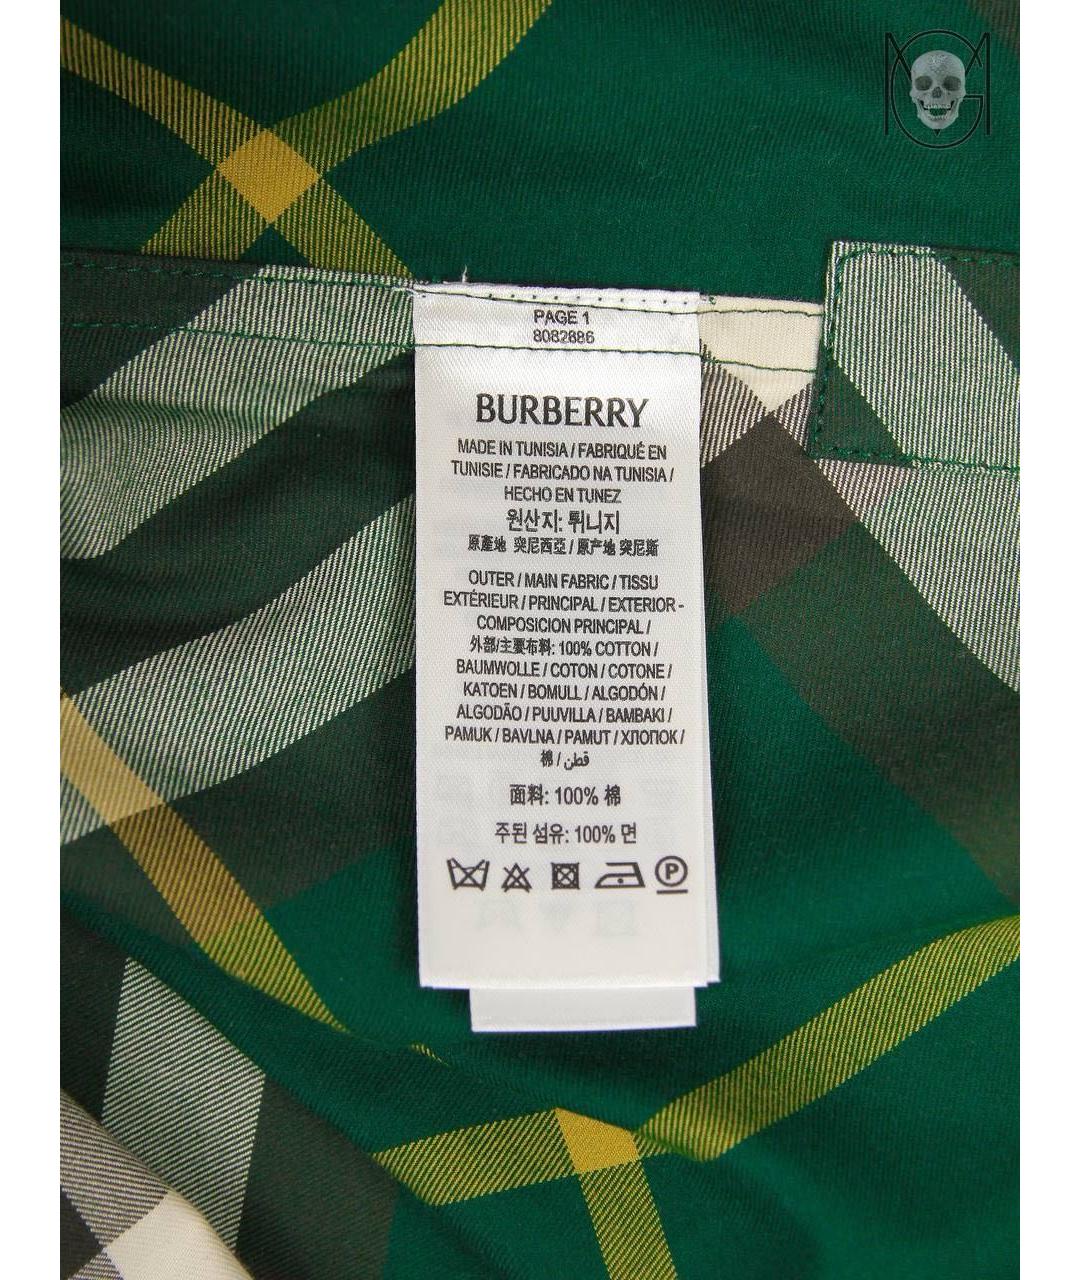 PAGE 1
8082886
BURBERRY
MADE IN TUNISIA / FABRIQUÉ EN
TUNISIE / FABRICADO NA TUNISIA /
HECHO EN TUNEZ
원산지: 튀니지
原產地 突尼西亞 / 原产地 突尼斯
OUTER / MAIN FABRIC / TISSU
EXTÉRIEUR / PRINCIPAL / EXTERIOR -
COMPOSICION PRINCIPAL /
外部/主要布料: 100% COTTON /
BAUMWOLLE / COTON / COTONE /
KATOEN / BOMULL / ALGODÓN /
ALGODÃO / PUUVILLA / BAMBAKI /
PAMUK / BAVLNA / PAMUT / ХЛОПОК /
棉 / قطن
面料: 100% 棉
주된 섬유: 100% 면
P